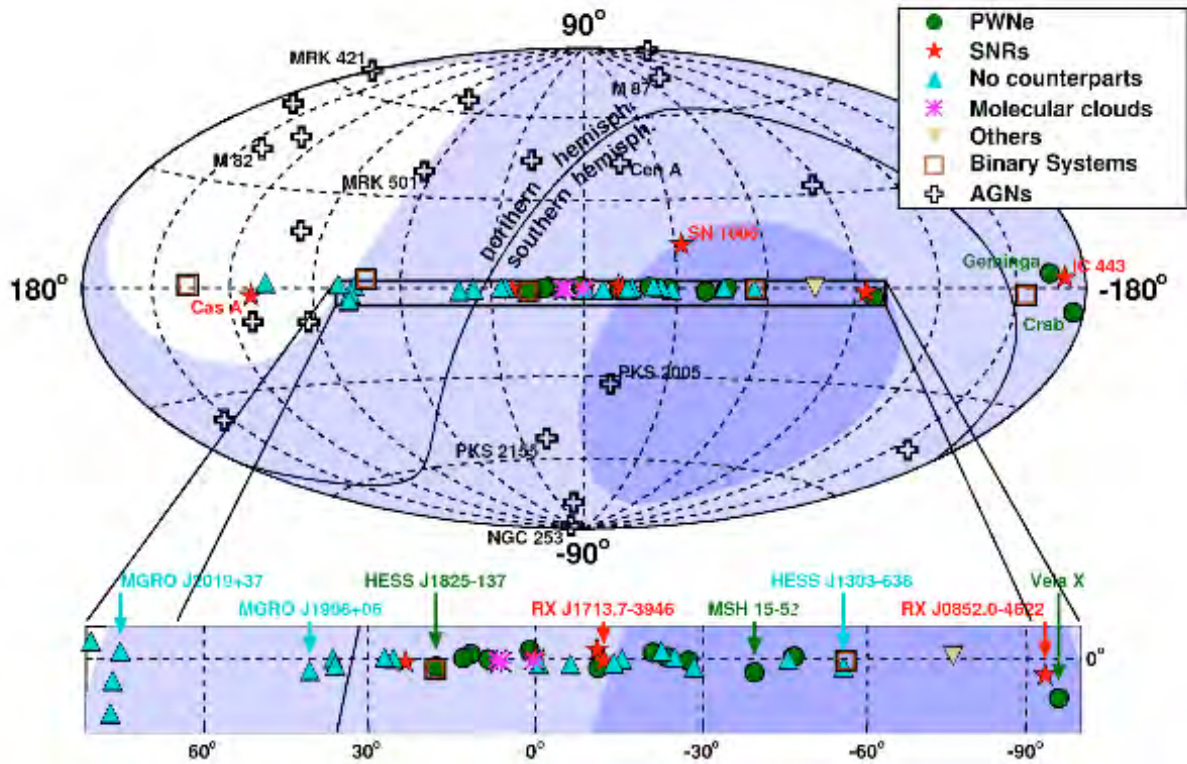 90°
PWNe
SNRs
No counterparts
Molecular clouds
Others
Binary Systems
AGNs
MRK 421
M 87
M 82
MRK 501
northern hemisph.
southern hemisph.
Cen A
SN 1006
Geminga
IC 443
180°
-180°
Cas A
Crab
PKS 2005
PKS 2155
NGC 253
-90°
MGRO J2019+37
HESS J1825-137
HESS J1303-638
Vela X
MGRO J1908+06
RX J1713.7-3946
MSH 15-52
RX J0852.0-4622
0°
60°
30°
0°
-30°
-60°
-90°